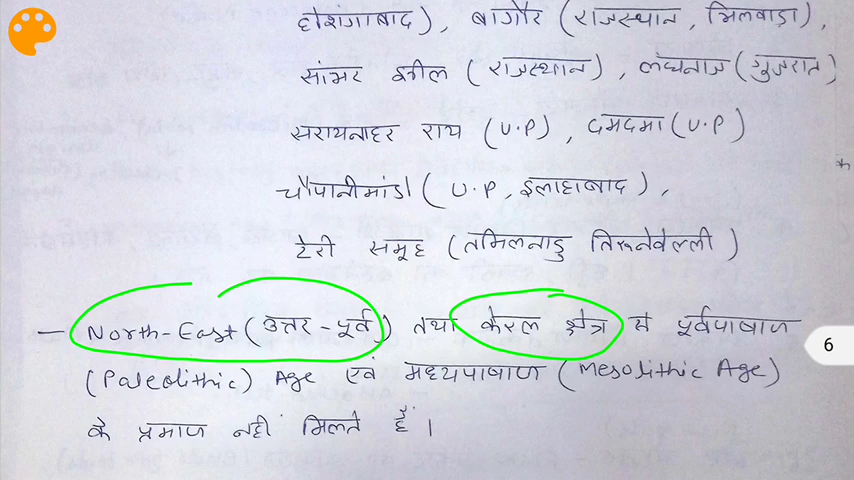 होशंगाबाद), बागौर (राजस्थान, भिलवाड़ा),
सांभर झील (राजस्थान), लंघनाज (गुजरात)
सरायनाहर राय (U.P), दमदमा (U.P)
*
चौपानीमांडो (U.P, इलाहाबाद),
टेरी समूह (तमिलनाडु तिरूनेवेल्ली)
— North-East (उत्तर-पूर्व) तथा केरल क्षेत्र से पूर्वपाषाण
6
(Paleolithic) Age एवं मध्यपाषाण (Mesolithic Age)
के प्रमाण नहीं मिलते हैं।